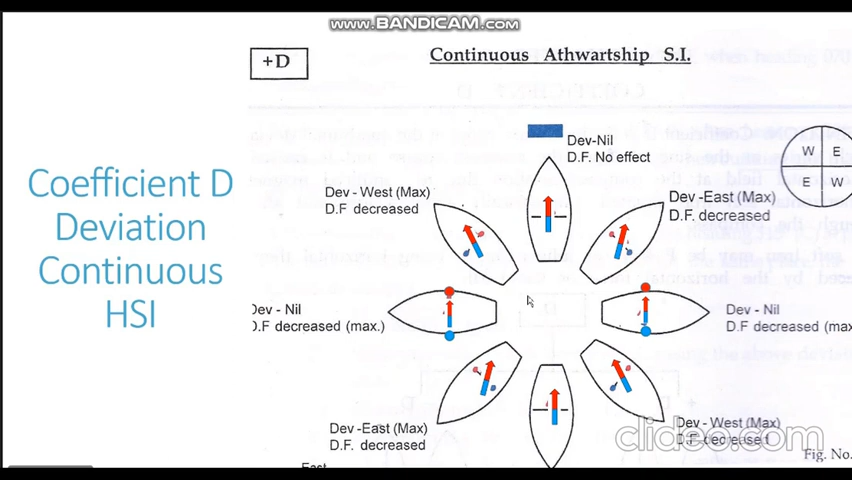 www.BANDICAM.com
+D
Continuous Athwartship S.I.
Coefficient D
Deviation
Continuous
HSI
Dev-Nil
D.F. No effect
W E
E W
Dev - West (Max)
D.F decreased
Dev -East (Max)
D.F. decreased
Dev - Nil
D.F decreased (max.)
Dev - Nil
D.F decreased (max
Dev -East (Max)
D.F. decreased
Dev - West (Max)
D.F decreased
clideo.com
Fig. No.
East